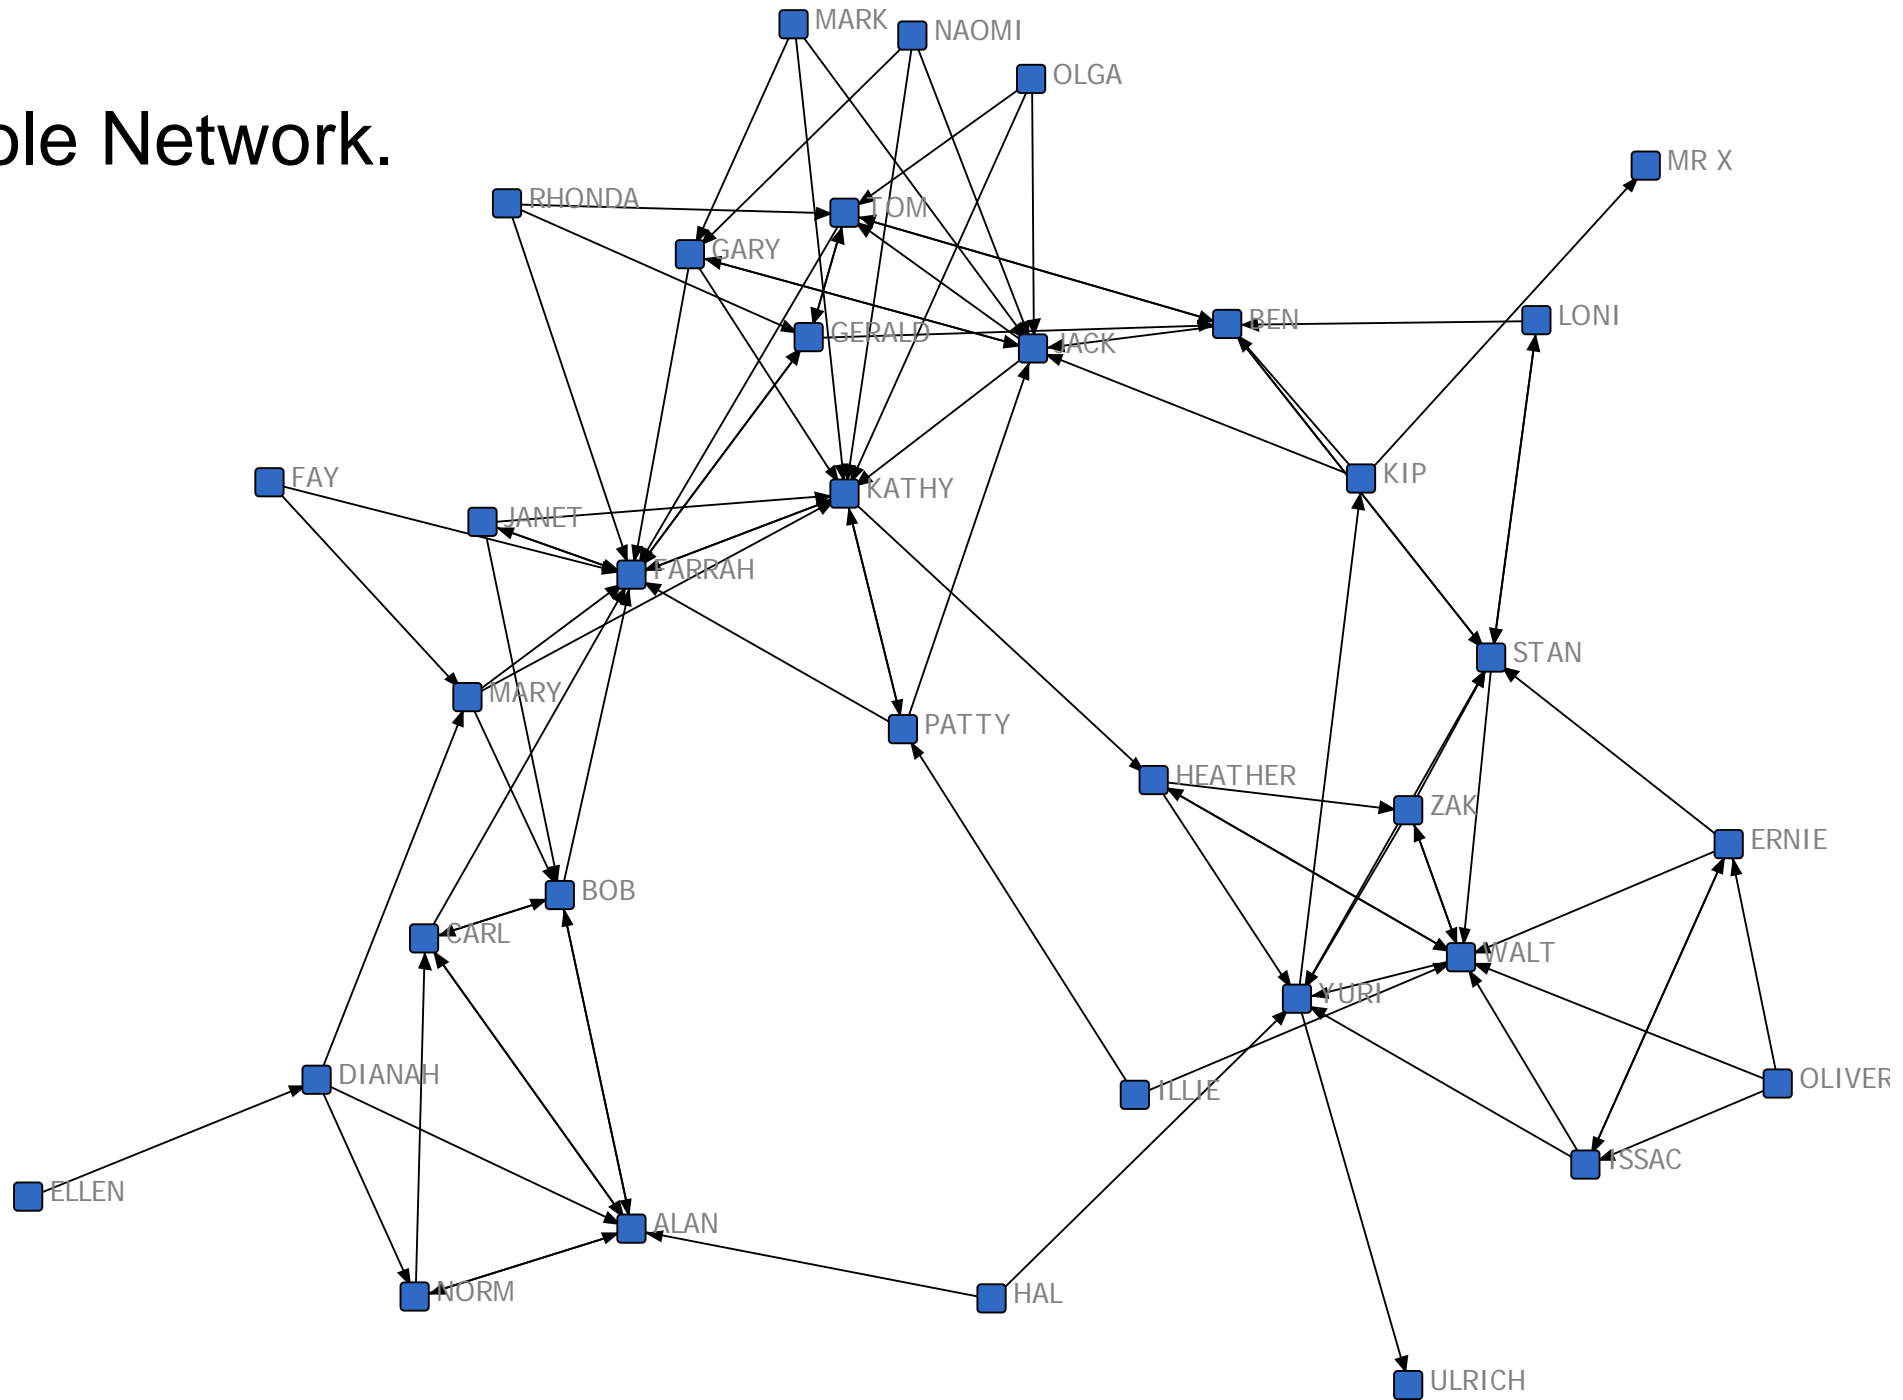 MARK
NAOMI
OLGA
Network.
MR X
RHONDA
TOM
GARY
BEN
LONI
GERALD
JACK
KIP
FAY
KATHY
JANET
FARRAH
STAN
MARY
PATTY
HEATHER
ZAK
ERNIE
BOB
CARL
WALT
YURI
DIANAH
OLIVER
ILLIE
ISSAC
ELLEN
ALAN
NORM
HAL
ULRICH